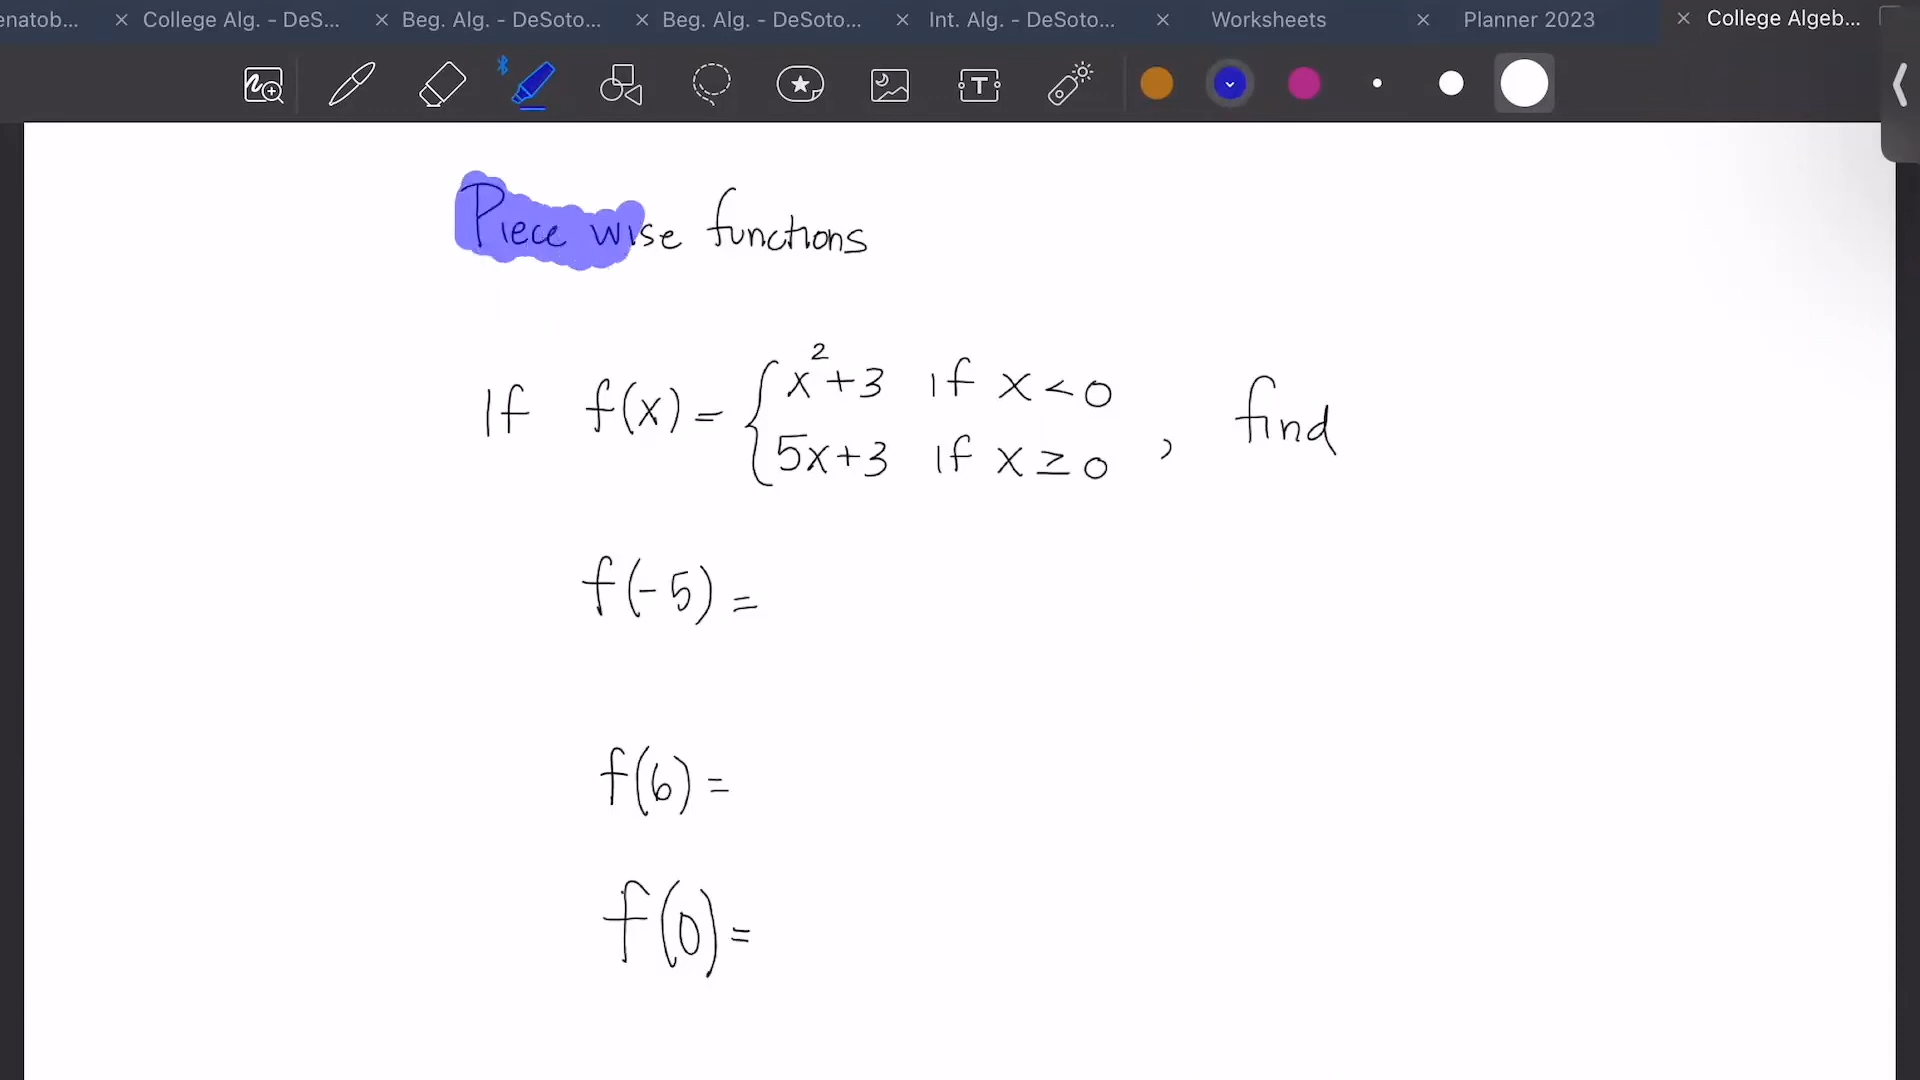 enatob... × College Alg. - DeS... × Beg. Alg. - DeSoto... × Beg. Alg. - DeSoto... × Int. Alg. - DeSoto... × Worksheets × Planner 2023 × College Algeb...
Piece wise functions
If f(x) = { x²+3 if x < 0
5x+3 if x ≥ 0 , find
f(-5) =
f(6) =
f(0) =